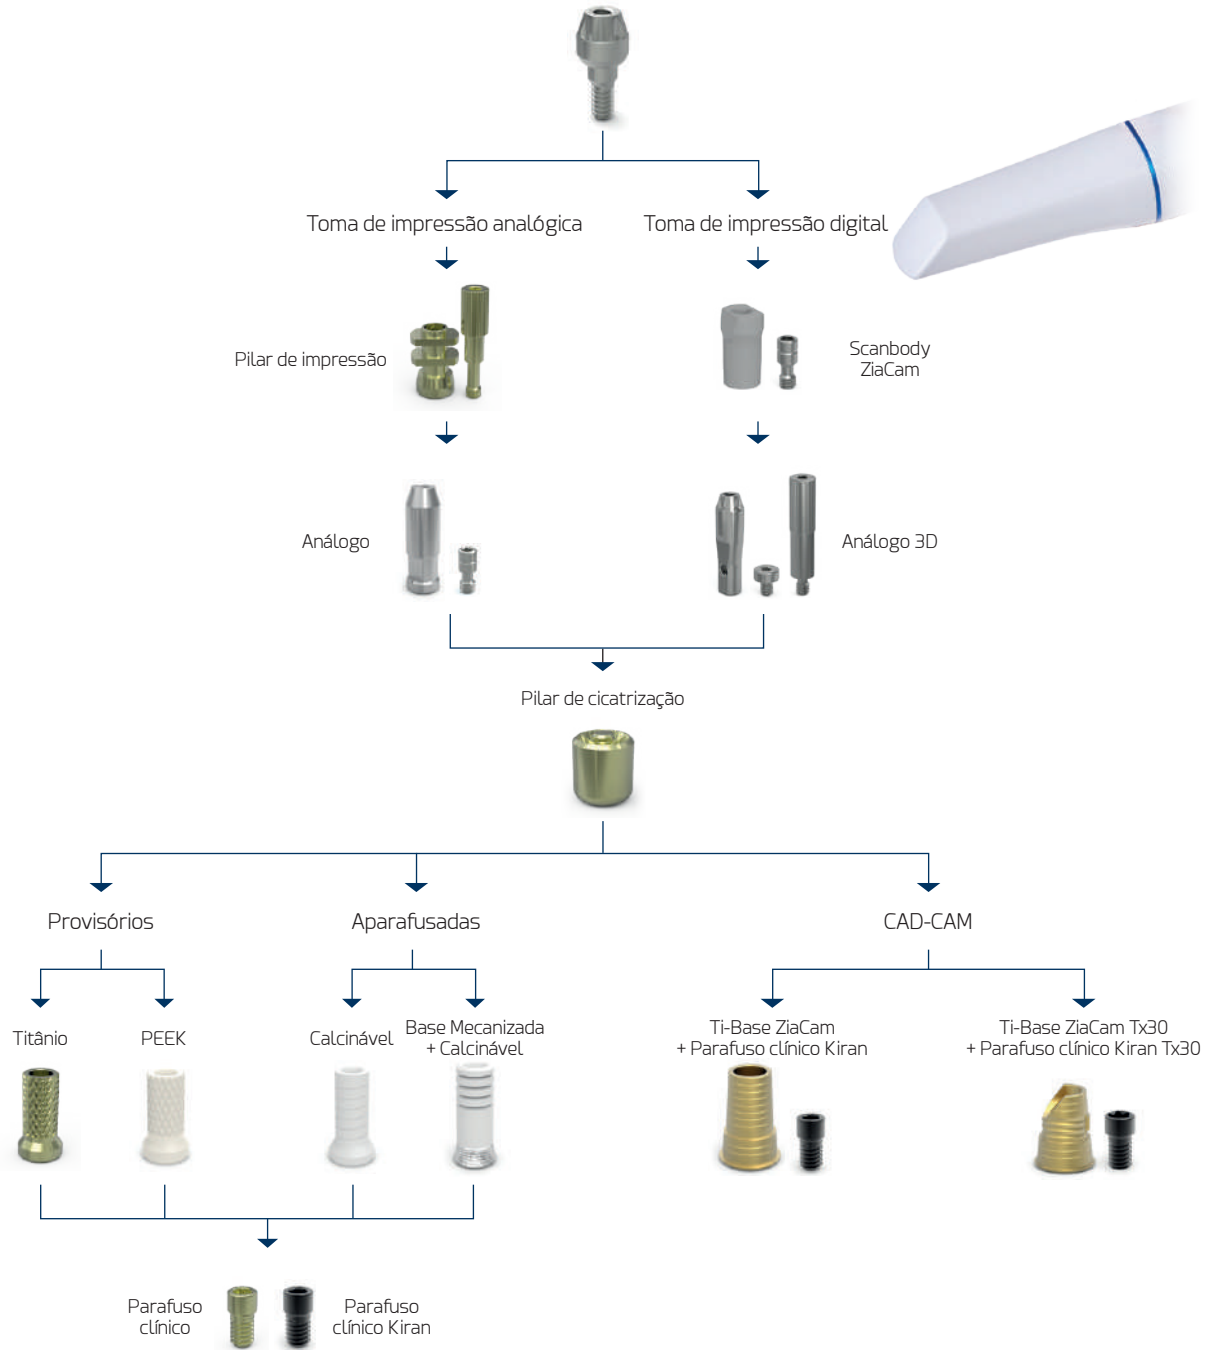 Toma de impressão analógica
Toma de impressão digital
Pilar de impressão
Scanbody
ZiaCam
Análogo
Análogo 3D
Pilar de cicatrização
Provisórios
Aparafusadas
CAD-CAM
Titânio
PEEK
Calcinável
Base Mecanizada
+ Calcinável
Ti-Base ZiaCam
+ Parafuso clínico Kiran
Ti-Base ZiaCam Tx30
+ Parafuso clínico Kiran Tx30
Parafuso
clínico
Parafuso
clínico Kiran